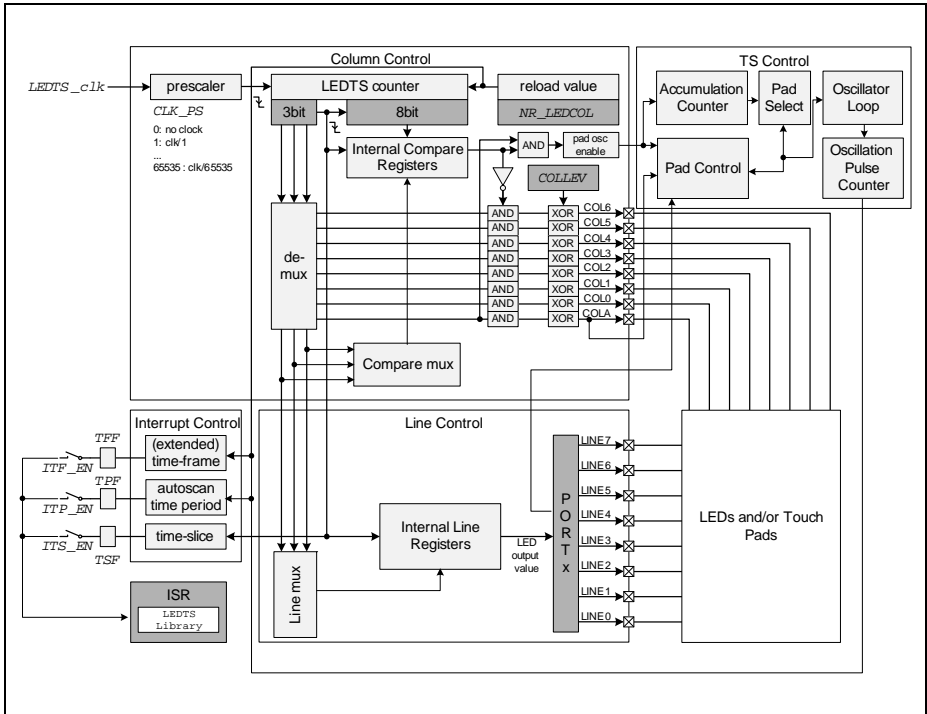 Column Control
TS Control
LEDTS_clk
prescaler
LEDTS counter
reload value
Accumulation
Counter
Pad
Select
Oscillator
Loop
CLK_PS
3bit
8bit
NR_LEDCOL
0: no clock
1: clk/1
...
65535 : clk/65535
Internal Compare
Registers
AND
pad osc
enable
Pad Control
Oscillation
Pulse
Counter
COLLEV
de-
mux
AND
XOR
COL6
AND
XOR
COL5
AND
XOR
COL4
AND
XOR
COL3
AND
XOR
COL2
AND
XOR
COL1
AND
XOR
COL0
AND
XOR
COLA
Compare mux
Interrupt Control
Line Control
TFF
(extended)
time-frame
ITF_EN
TPF
autoscan
time period
ITP_EN
time-slice
ITS_EN
TSF
ISR
LEDTS
Library
Line mux
Internal Line
Registers
LED
output
value
PORTx
LINE7
LINE6
LINE5
LINE4
LINE3
LINE2
LINE1
LINE0
LEDs and/or Touch
Pads